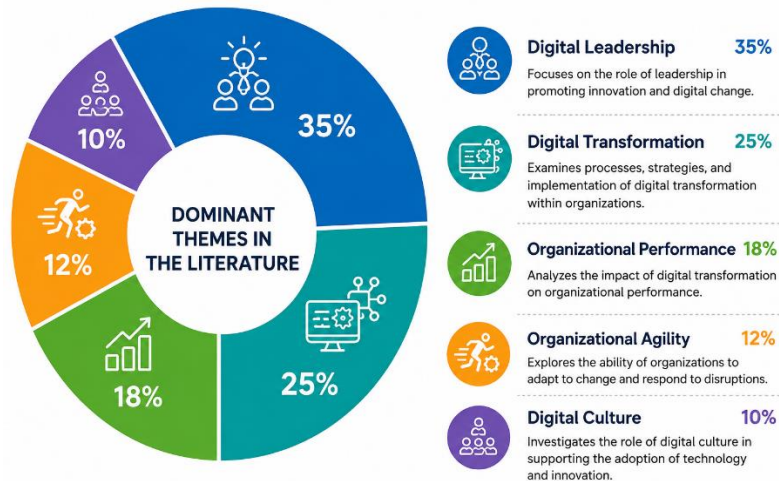 35%
25%
18%
12%
10%
DOMINANT
THEMES IN
THE LITERATURE
Digital Leadership 35%
Focuses on the role of leadership in
promoting innovation and digital change.
Digital Transformation 25%
Examines processes, strategies, and
implementation of digital transformation
within organizations.
Organizational Performance 18%
Analyzes the impact of digital transformation
on organizational performance.
Organizational Agility 12%
Explores the ability of organizations to
adapt to change and respond to disruptions.
Digital Culture 10%
Investigates the role of digital culture in
supporting the adoption of technology
and innovation.